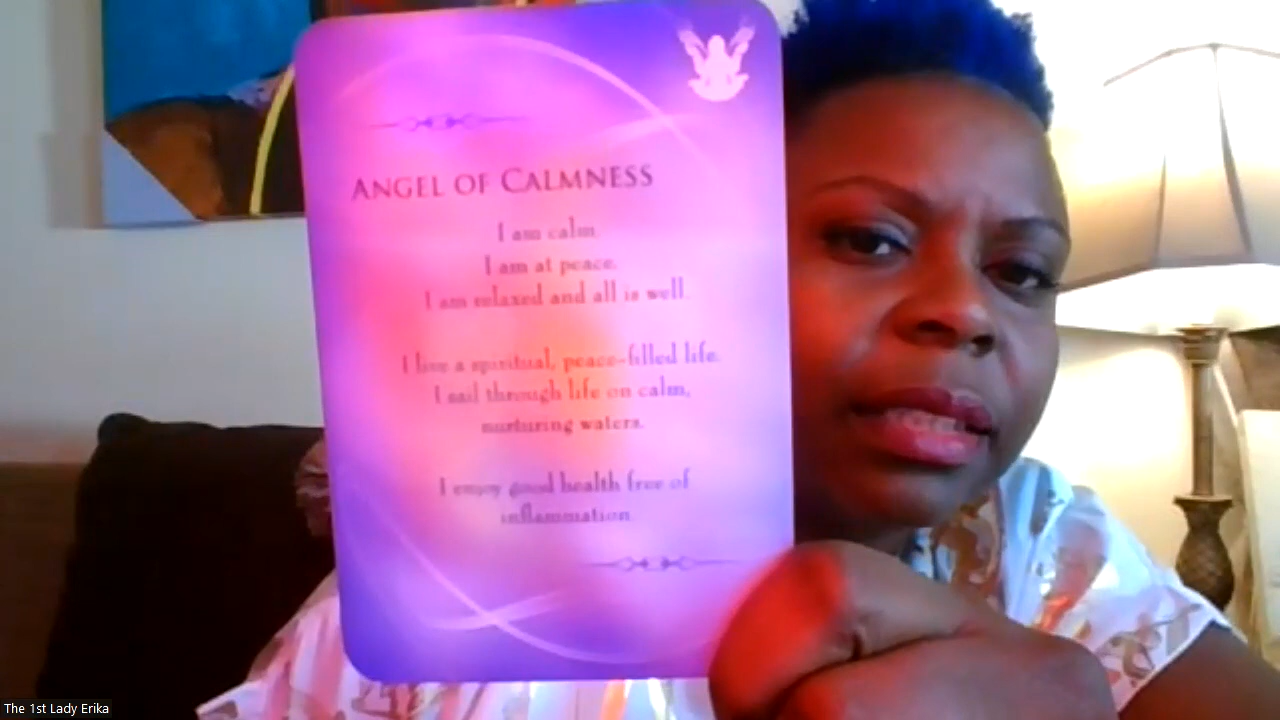 ANGEL OF CALMNESS
I am calm.
I am at peace.
I am relaxed and all is well.
I live a spiritual, peace-filled life.
I sail through life on calm,
nurturing waters.
I enjoy good health free of
inflammation.
The 1st Lady Erika